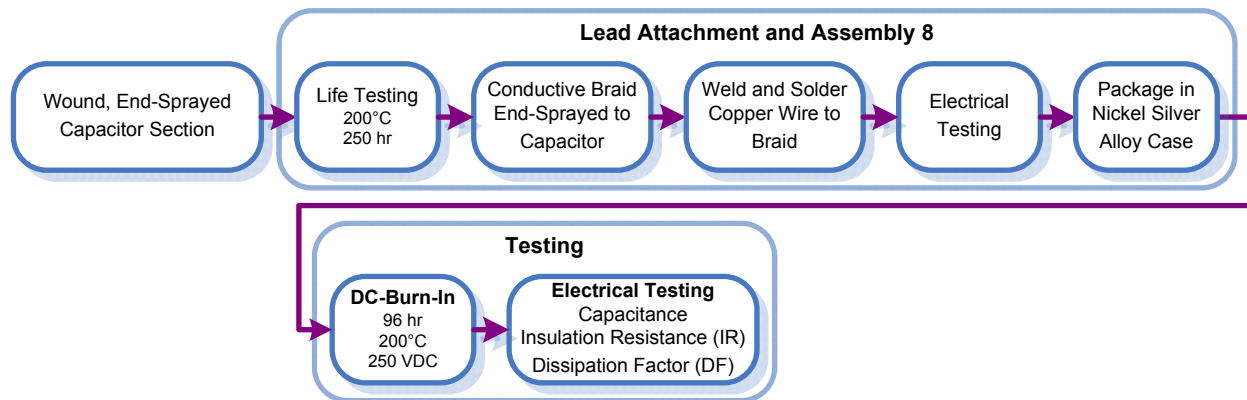 Lead Attachment and Assembly 8
Wound, End-Sprayed
Capacitor Section
Life Testing
200°C
250 hr
Conductive Braid
End-Sprayed to
Capacitor
Weld and Solder
Copper Wire to
Braid
Electrical
Testing
Package in
Nickel Silver
Alloy Case
Testing
DC-Burn-In
96 hr
200°C
250 VDC
Electrical Testing
Capacitance
Insulation Resistance (IR)
Dissipation Factor (DF)